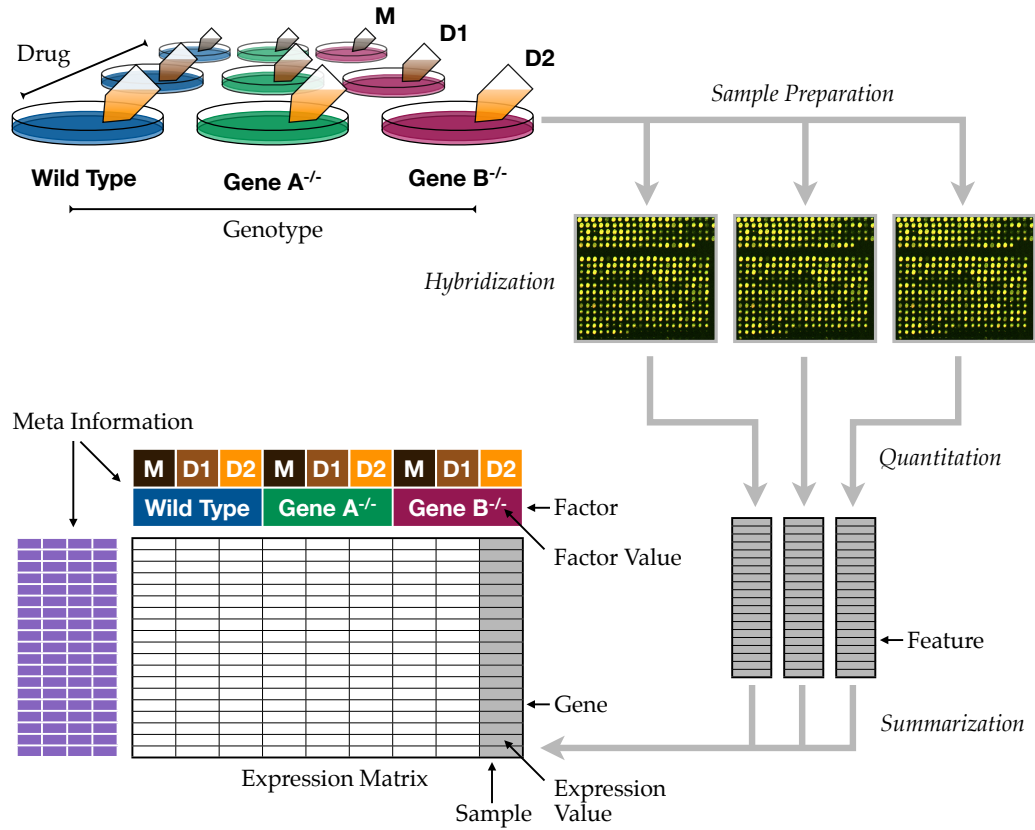 M
D1
D2
Drug
Sample Preparation
Wild Type
Gene A-/-
Gene B-/-
Genotype
Hybridization
Meta Information
M D1 D2 M D1 D2 M D1 D2
Quantitation
Wild Type Gene A-/- Gene B-/-
Factor
Factor Value
Feature
Gene
Summarization
Expression Matrix
Expression
Value
Sample